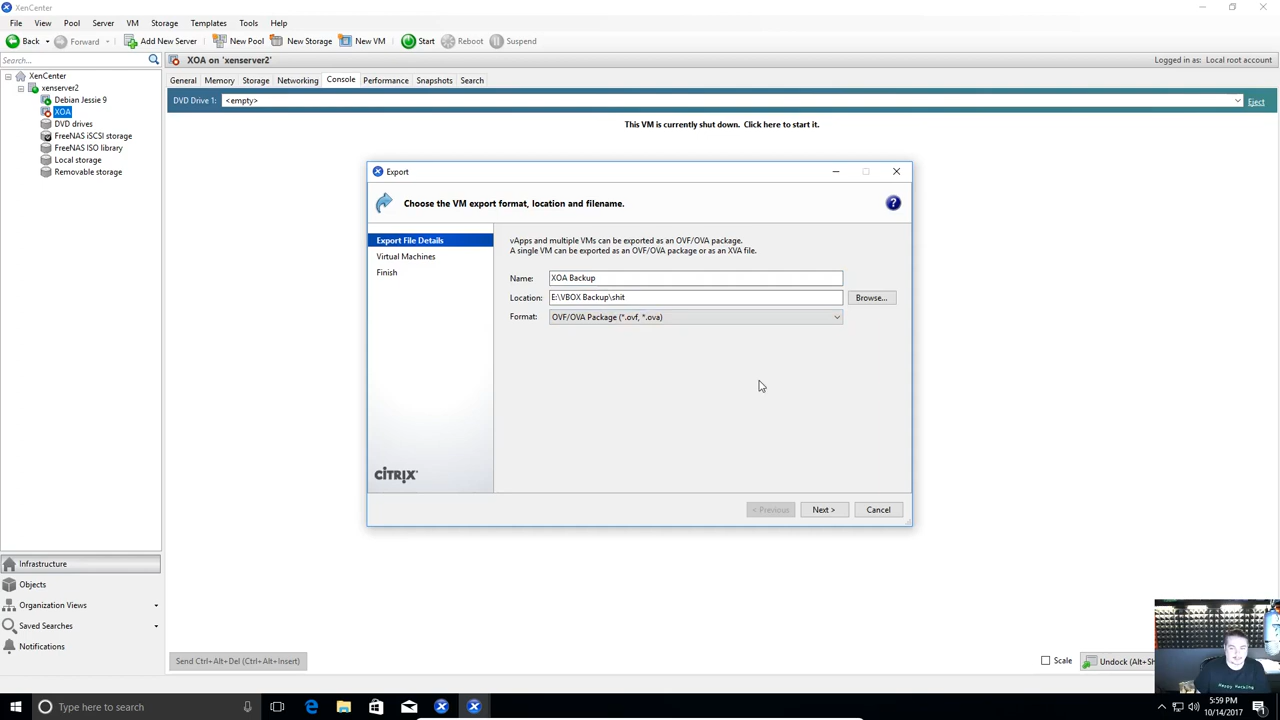 XenCenter
File View Pool Server VM Storage Templates Tools Help
Back Forward Add New Server New Pool New Storage New VM Start Reboot Suspend
Search...
XOA on 'xenserver2'
Logged in as: Local root account
XenCenter
xenserver2
Debian Jessie 9
XOA
DVD drives
FreeNAS iSCSI storage
FreeNAS ISO library
Local storage
Removable storage
General Memory Storage Networking Console Performance Snapshots Search
DVD Drive 1: <empty> Eject
This VM is currently shut down. Click here to start it.
Export
Choose the VM export format, location and filename.
?
Export File Details
Virtual Machines
Finish
CITRIX
vApps and multiple VMs can be exported as an OVF/OVA package.
A single VM can be exported as an OVF/OVA package or as an XVA file.
Name: XOA Backup
Location: E:\VBOX Backup\shit Browse...
Format: OVF/OVA Package (*.ovf, *.ova)
< Previous Next > Cancel
Infrastructure
Objects
Organization Views
Saved Searches
Notifications
Send Ctrl+Alt+Del (Ctrl+Alt+Insert)
Scale
Undock (Alt+Sh
Happy Hacking
Type here to search
5:59 PM
10/14/2017
1